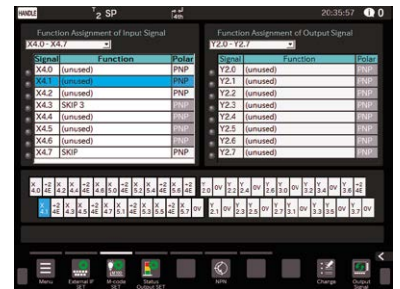 HANDLE
T2 SP
4th
20:35:57
0
Function Assignment of Input Signal
X4.0 - X4.7
Signal Function Polar
X4.0 (unused) PNP
X4.1 (unused) PNP
X4.2 (unused) PNP
X4.3 SKIP 3 PNP
X4.4 (unused) PNP
X4.5 (unused) PNP
X4.6 (unused) PNP
X4.7 SKIP PNP
Function Assignment of Output Signal
Y2.0 - Y2.7
Signal Function Polar
Y2.0 (unused) PNP
Y2.1 (unused) PNP
Y2.2 (unused) PNP
Y2.3 (unused) PNP
Y2.4 (unused) PNP
Y2.5 (unused) PNP
Y2.6 (unused) PNP
Y2.7 (unused) PNP
Menu
External IF SET
M-code SET
Status Output SET
NPN
Change
Output Signal